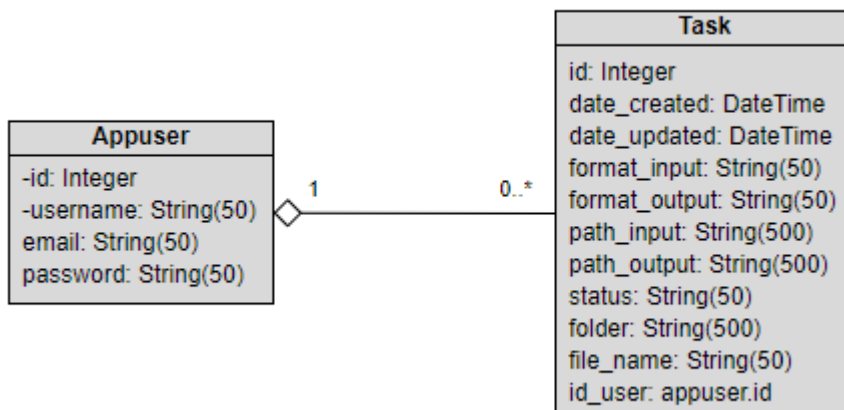 Appuser
-id: Integer
-username: String(50)
email: String(50)
password: String(50)
1
0..*
Task
id: Integer
date_created: DateTime
date_updated: DateTime
format_input: String(50)
format_output: String(50)
path_input: String(500)
path_output: String(500)
status: String(50)
folder: String(500)
file_name: String(50)
id_user: appuser.id